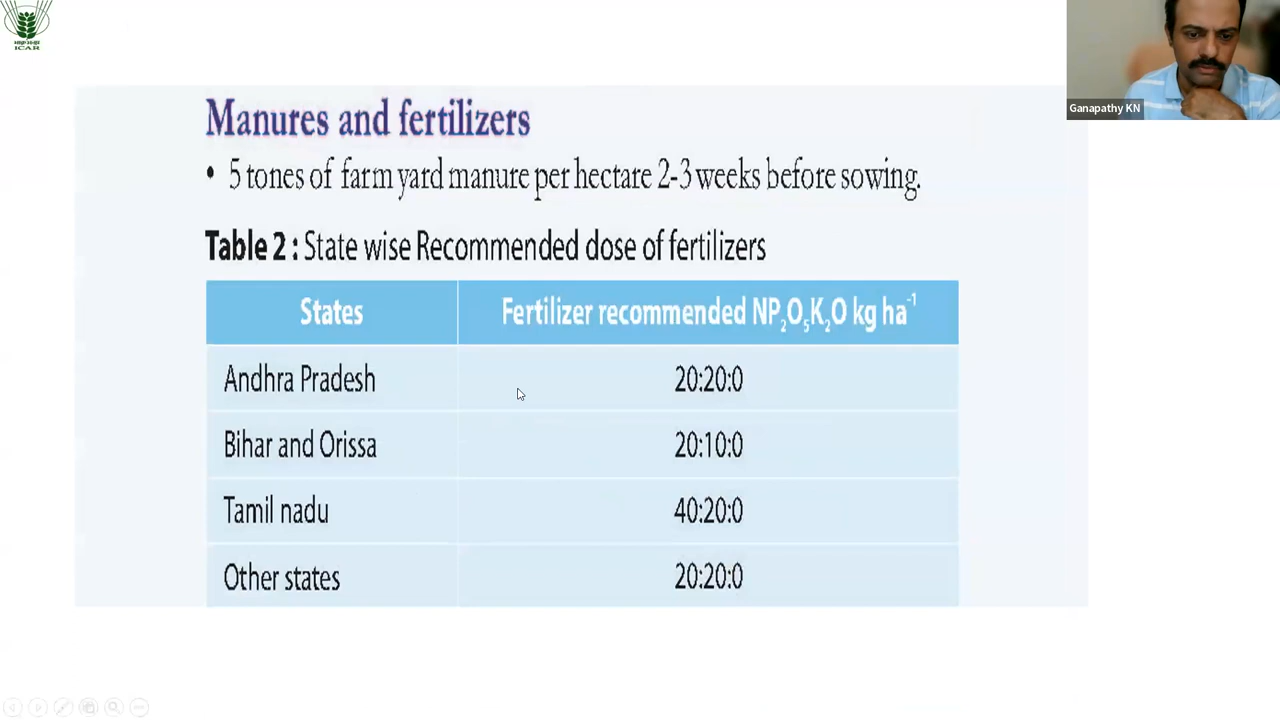 ICAR
Ganapathy KN
Manures and fertilizers
• 5 tones of farm yard manure per hectare 2-3 weeks before sowing.
Table 2 : State wise Recommended dose of fertilizers
States Fertilizer recommended NP₂O₅K₂O kg ha⁻¹
Andhra Pradesh 20:20:0
Bihar and Orissa 20:10:0
Tamil nadu 40:20:0
Other states 20:20:0